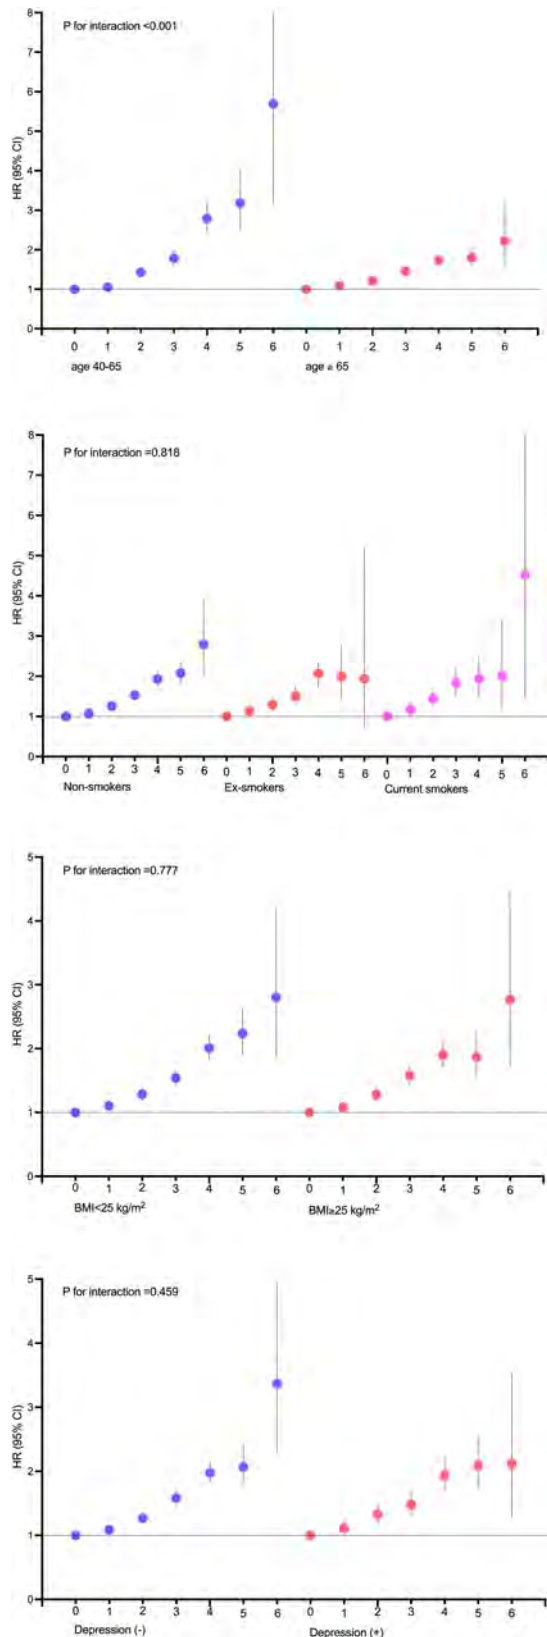 8
P for interaction <0.001
7
6
5
HR (95% CI)
4
3
2
1
0
0 1 2 3 4 5 6 0 1 2 3 4 5 6
age 40-65 age ≥ 65
8
P for interaction =0.818
7
6
5
HR (95% CI)
4
3
2
1
0
0 1 2 3 4 5 6 0 1 2 3 4 5 6 0 1 2 3 4 5 6
Non-smokers Ex-smokers Current smokers
5
P for interaction =0.777
4
3
HR (95% CI)
2
1
0
0 1 2 3 4 5 6 0 1 2 3 4 5 6
BMI<25 kg/m² BMI≥25 kg/m²
5
P for interaction =0.459
4
3
HR (95% CI)
2
1
0
0 1 2 3 4 5 6 0 1 2 3 4 5 6
Depression (-) Depression (+)